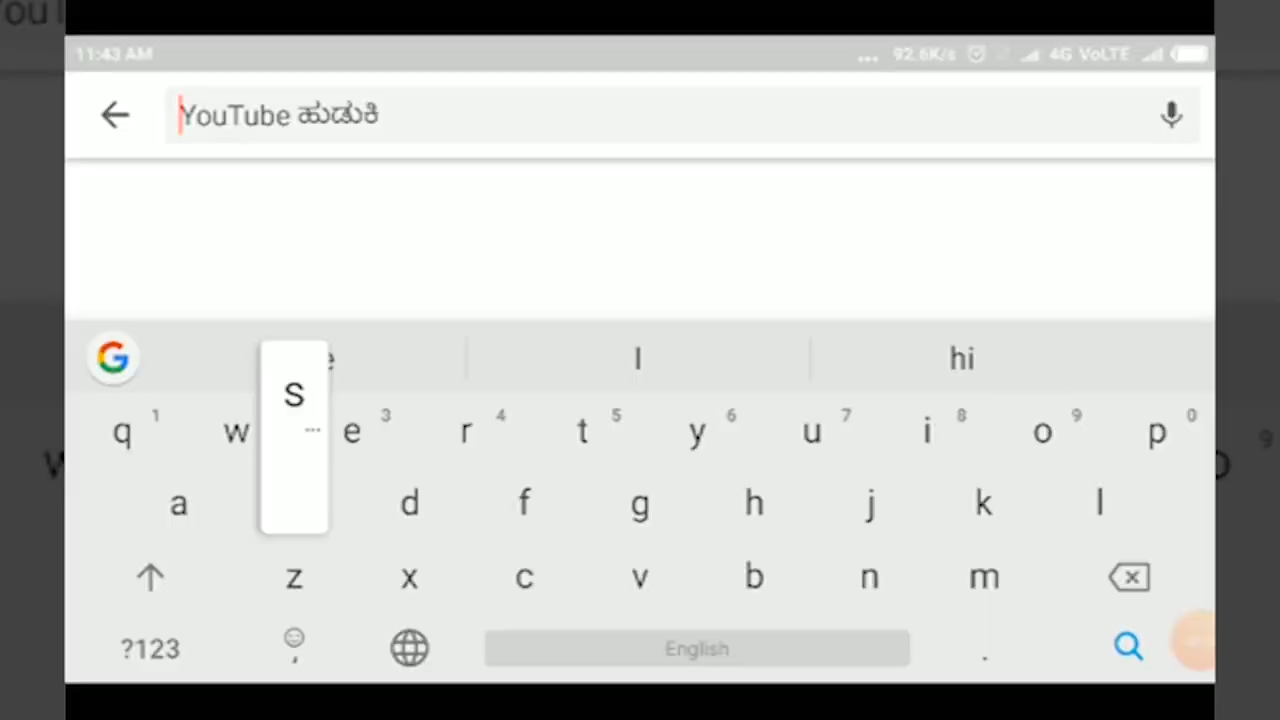 11:43 AM ... 92.6K/s 4G VoLTE
YouTube ಹುಡುಕಿ
I hi
q 1 w e 3 r 4 t 5 y 6 u 7 i 8 o 9 p 0
S
...
a d f g h j k l
z x c v b n m
?123 , English .